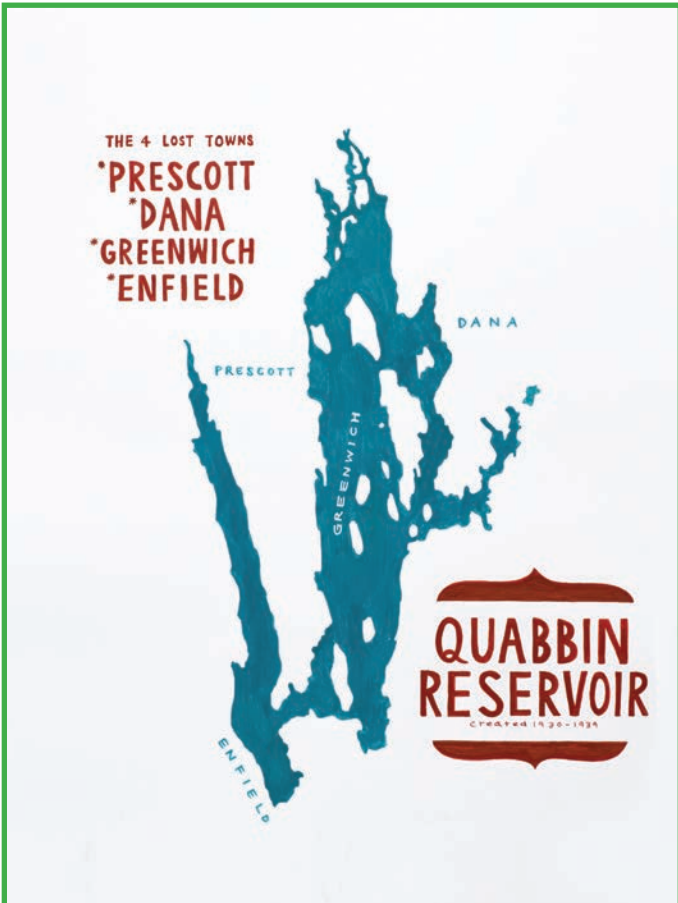 THE 4 LOST TOWNS
*PRESCOTT
*DANA
*GREENWICH
*ENFIELD
DANA
PRESCOTT
GREENWICH
ENFIELD
QUABBIN
RESERVOIR
created 1930-1939